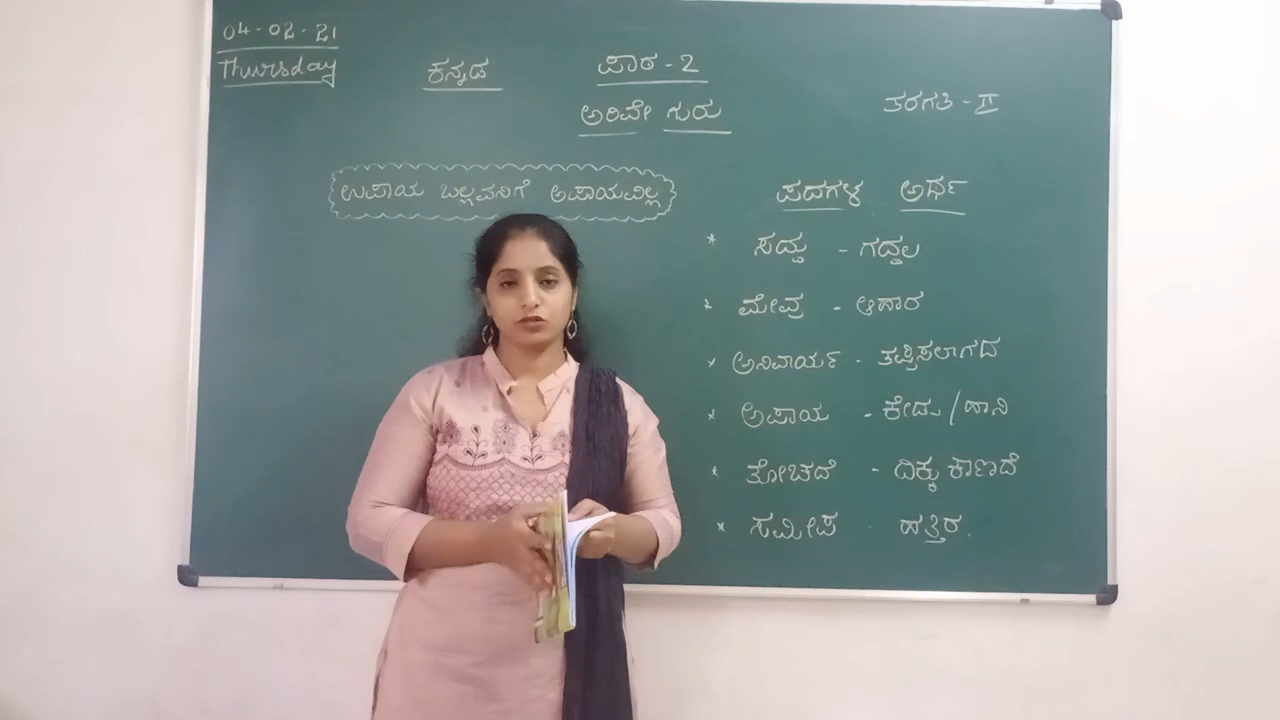 04-02-21
Thursday
ಕನ್ನಡ
ಪಾಠ - 2
ಅರಿವೇ ಗುರು
ತರಗತಿ - II
ಉಪಾಯ ಬಲ್ಲವನಿಗೆ ಅಪಾಯವಿಲ್ಲ
ಪದಗಳ ಅರ್ಥ
* ಸದ್ದು - ಗದ್ದಲ
* ಮೇವು - ಆಹಾರ
* ಅನಿವಾರ್ಯ - ತಪ್ಪಿಸಲಾಗದ
* ಅಪಾಯ - ಕೇಡು / ಹಾನಿ
* ತೋಚದೆ - ದಿಕ್ಕು ಕಾಣದೆ
* ಸಮೀಪ - ಹತ್ತಿರ.